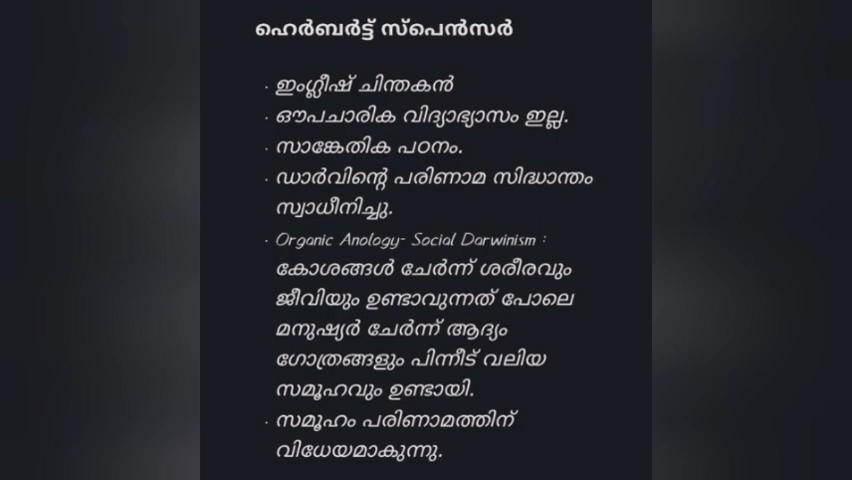 ഹെർബർട്ട് സ്പെൻസർ
· ഇംഗ്ലീഷ് ചിന്തകൻ
· ഔപചാരിക വിദ്യാഭ്യാസം ഇല്ല.
· സാങ്കേതിക പഠനം.
· ഡാർവിന്റെ പരിണാമ സിദ്ധാന്തം
സ്വാധീനിച്ചു.
· Organic Anology- Social Darwinism :
കോശങ്ങൾ ചേർന്ന് ശരീരവും
ജീവിയും ഉണ്ടാവുന്നത് പോലെ
മനുഷ്യർ ചേർന്ന് ആദ്യം
ഗോത്രങ്ങളും പിന്നീട് വലിയ
സമൂഹവും ഉണ്ടായി.
· സമൂഹം പരിണാമത്തിന്
വിധേയമാകുന്നു.